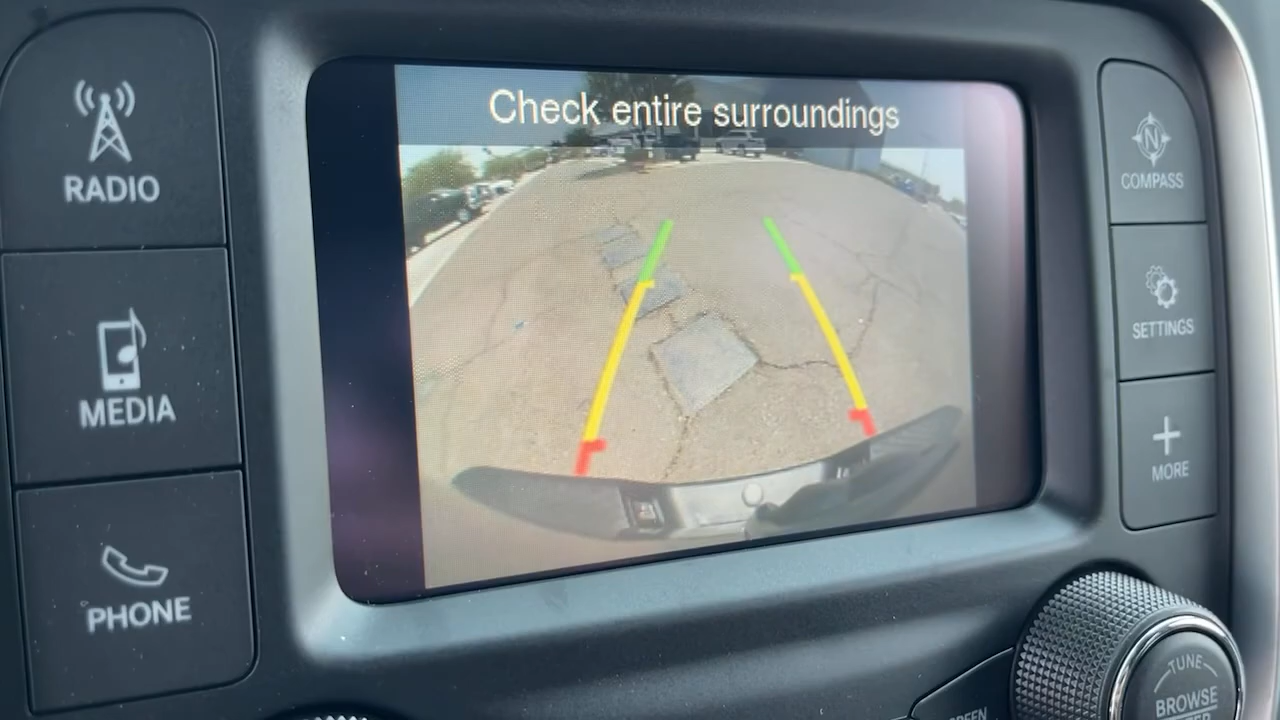 Check entire surroundings
RADIO
MEDIA
PHONE
N
COMPASS
SETTINGS
MORE
TUNE
BROWSE